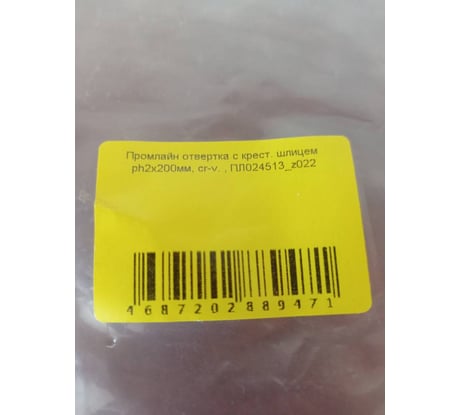 Промлайн отвертка с крест. шлицем
ph2x200мм, cr-v. , ПЛ024513_z022
4687202889471